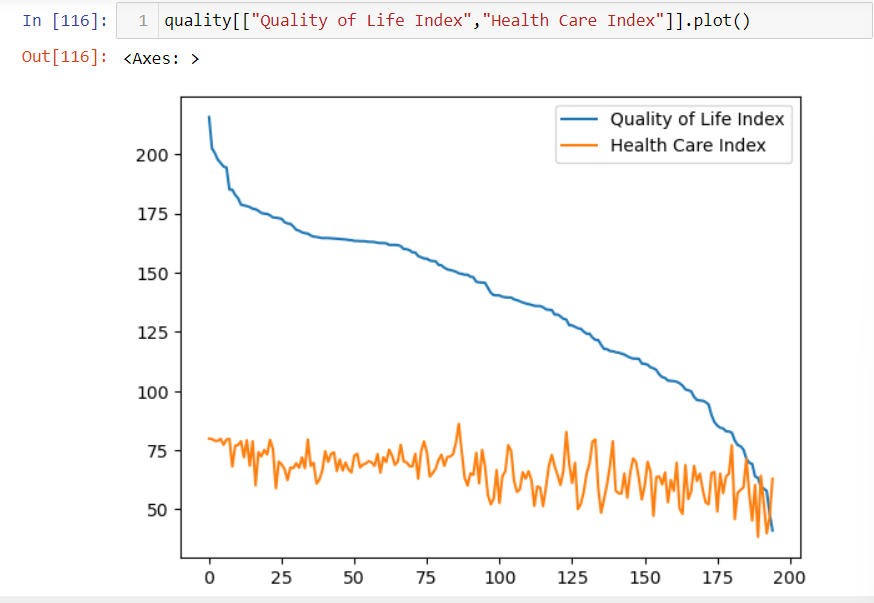 In [116]: 1 quality[["Quality of Life Index","Health Care Index"]].plot()
Out[116]: <Axes: >
Quality of Life Index
Health Care Index
200
175
150
125
100
75
50
0 25 50 75 100 125 150 175 200